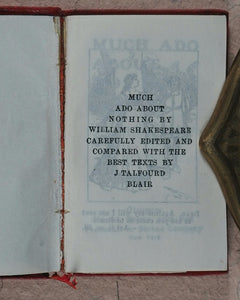 MUCH
ADO ABOUT
NOTHING BY
WILLIAM SHAKESPEARE
CAREFULLY EDITED AND
COMPARED WITH THE
BEST TEXTS BY
J. TALFOURD
BLAIR